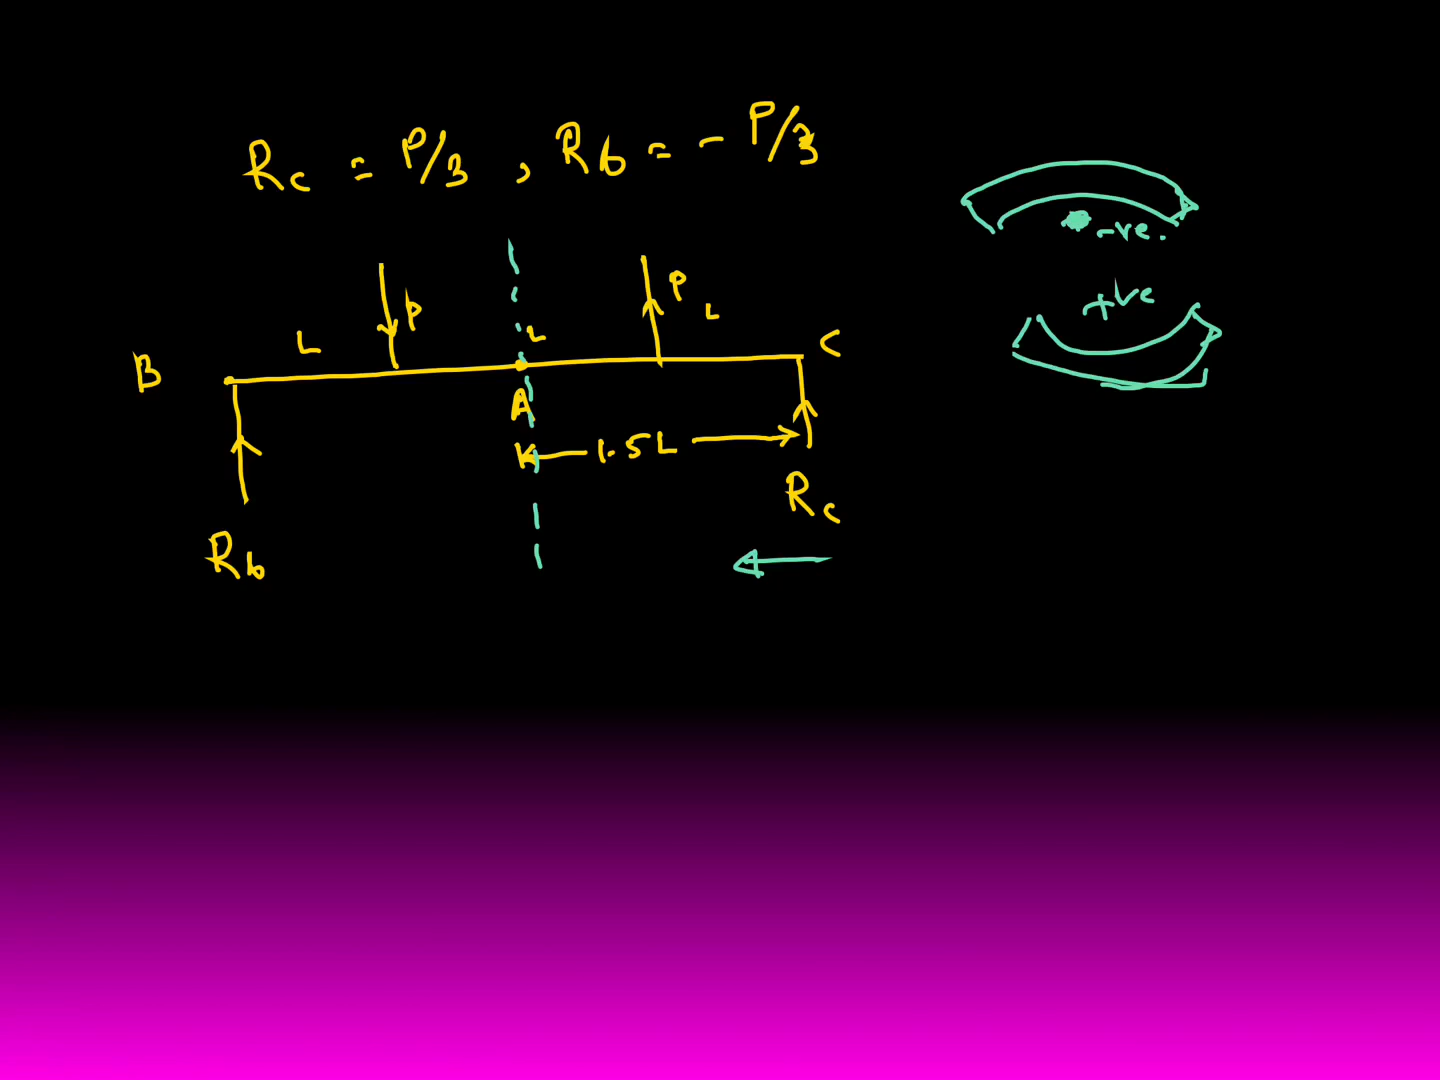 Rc = P/3 , Rb = - P/3
-ve.
+ve
P
P
L
L
L
B
C
A
1.5L
Rc
Rb